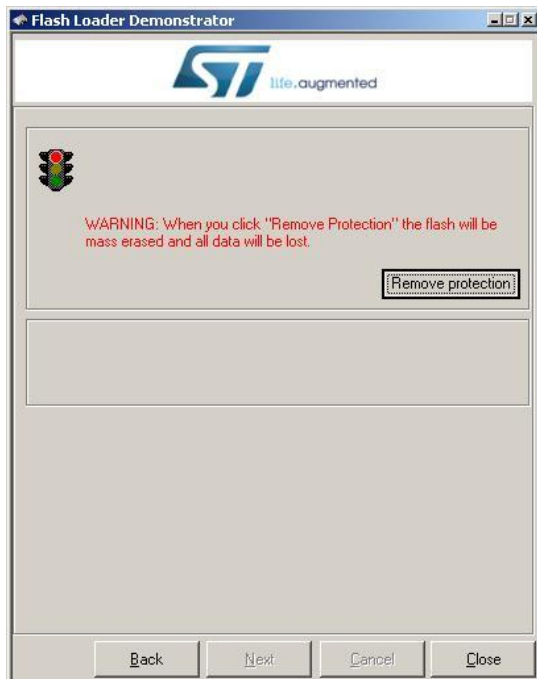 Flash Loader Demonstrator
ST life.augmented
WARNING: When you click "Remove Protection" the flash will be
mass erased and all data will be lost.
Remove protection
Back Next Cancel Close